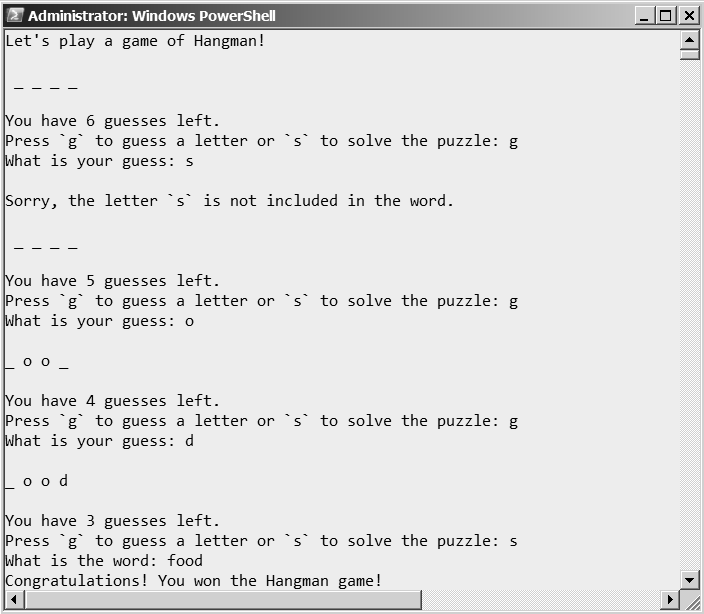 Administrator: Windows PowerShell
Let's play a game of Hangman!
_ _ _ _
You have 6 guesses left.
Press `g` to guess a letter or `s` to solve the puzzle: g
What is your guess: s
Sorry, the letter `s` is not included in the word.
_ _ _ _
You have 5 guesses left.
Press `g` to guess a letter or `s` to solve the puzzle: g
What is your guess: o
_ o o _
You have 4 guesses left.
Press `g` to guess a letter or `s` to solve the puzzle: g
What is your guess: d
_ o o d
You have 3 guesses left.
Press `g` to guess a letter or `s` to solve the puzzle: s
What is the word: food
Congratulations! You won the Hangman game!